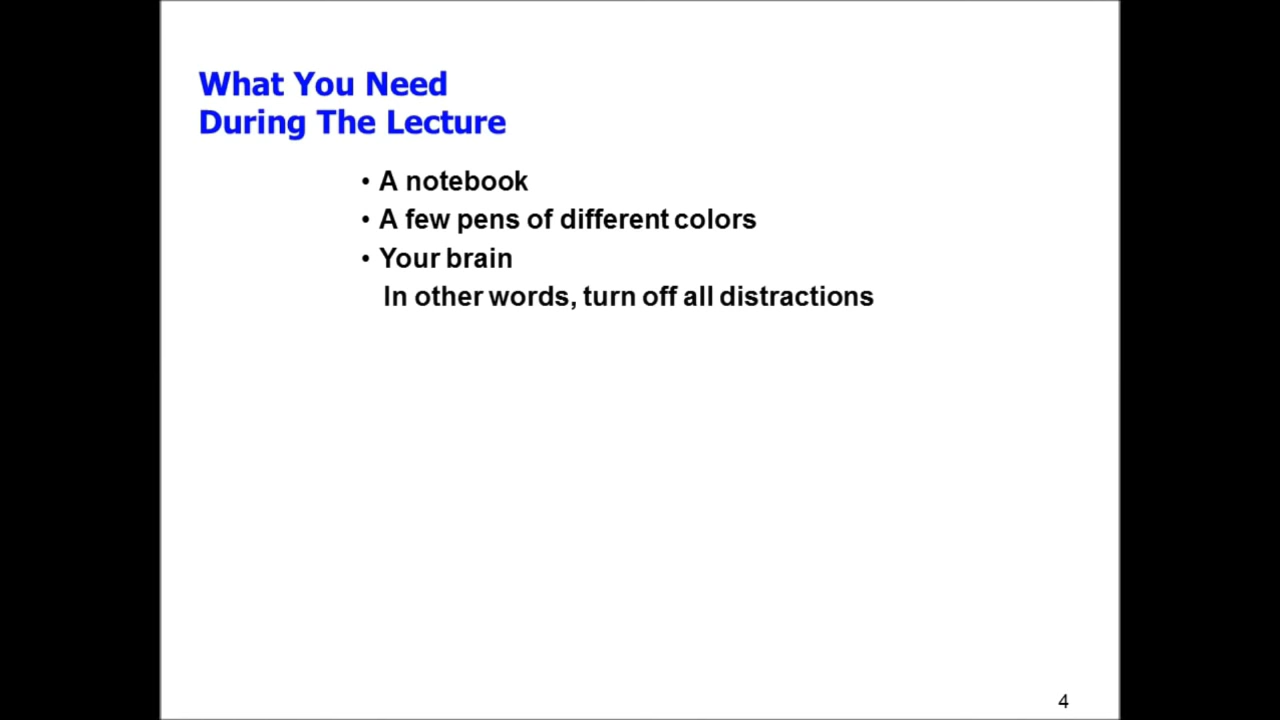 What You Need
During The Lecture
• A notebook
• A few pens of different colors
• Your brain
In other words, turn off all distractions
4